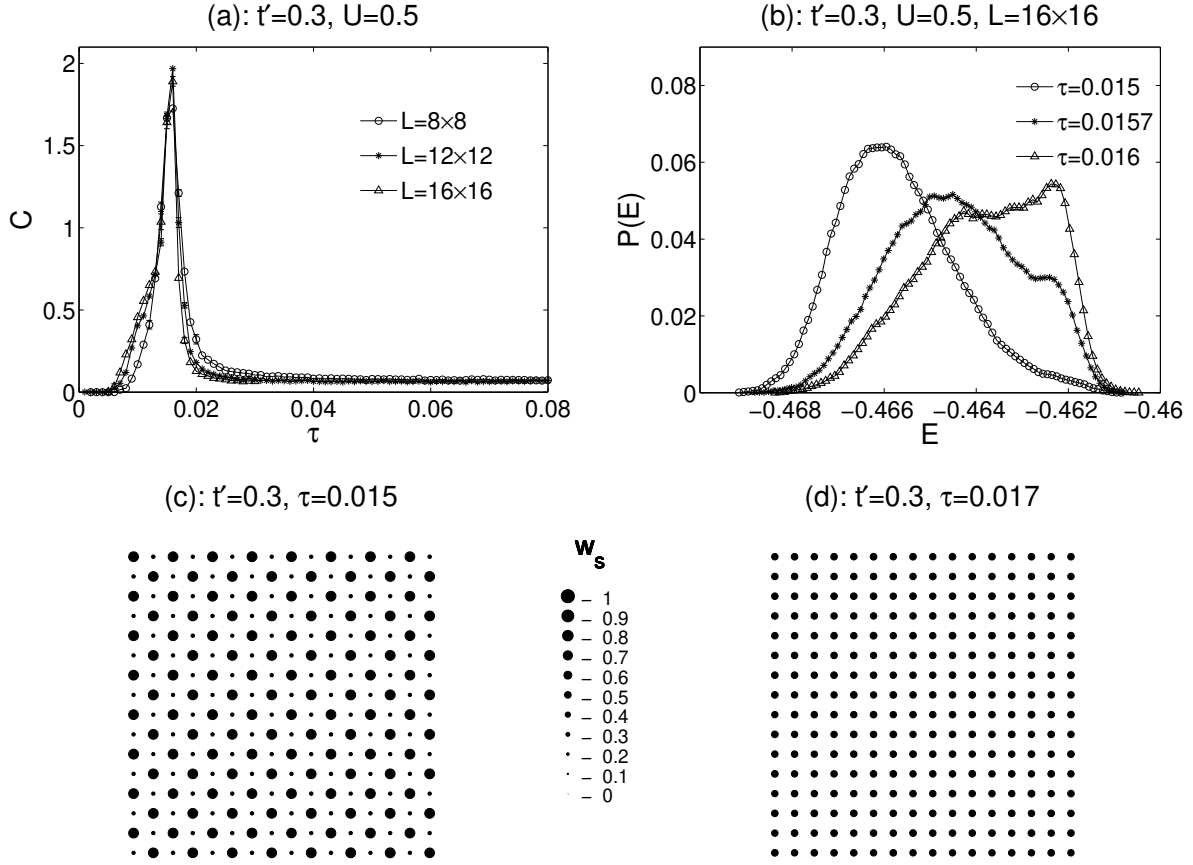 (a): t′=0.3, U=0.5
2
1.5
1
0.5
0
C
L=8×8
L=12×12
L=16×16
0 0.02 0.04 0.06 0.08
τ
(b): t′=0.3, U=0.5, L=16×16
0.08
0.06
0.04
0.02
0
P(E)
τ=0.015
τ=0.0157
τ=0.016
−0.468 −0.466 −0.464 −0.462 −0.46
E
(c): t′=0.3, τ=0.015
w_s
– 1
– 0.9
– 0.8
– 0.7
– 0.6
– 0.5
– 0.4
– 0.3
– 0.2
– 0.1
– 0
(d): t′=0.3, τ=0.017